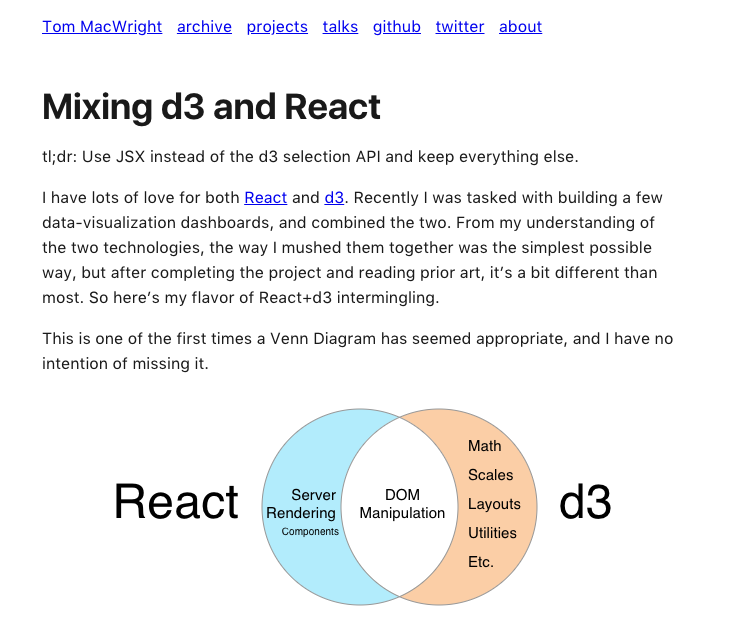 Tom MacWright archive projects talks github twitter about
Mixing d3 and React
tl;dr: Use JSX instead of the d3 selection API and keep everything else.
I have lots of love for both React and d3. Recently I was tasked with building a few
data-visualization dashboards, and combined the two. From my understanding of
the two technologies, the way I mushed them together was the simplest possible
way, but after completing the project and reading prior art, it’s a bit different than
most. So here’s my flavor of React+d3 intermingling.
This is one of the first times a Venn Diagram has seemed appropriate, and I have no
intention of missing it.
React
Server
Rendering
Components
DOM
Manipulation
Math
Scales
Layouts
Utilities
Etc.
d3